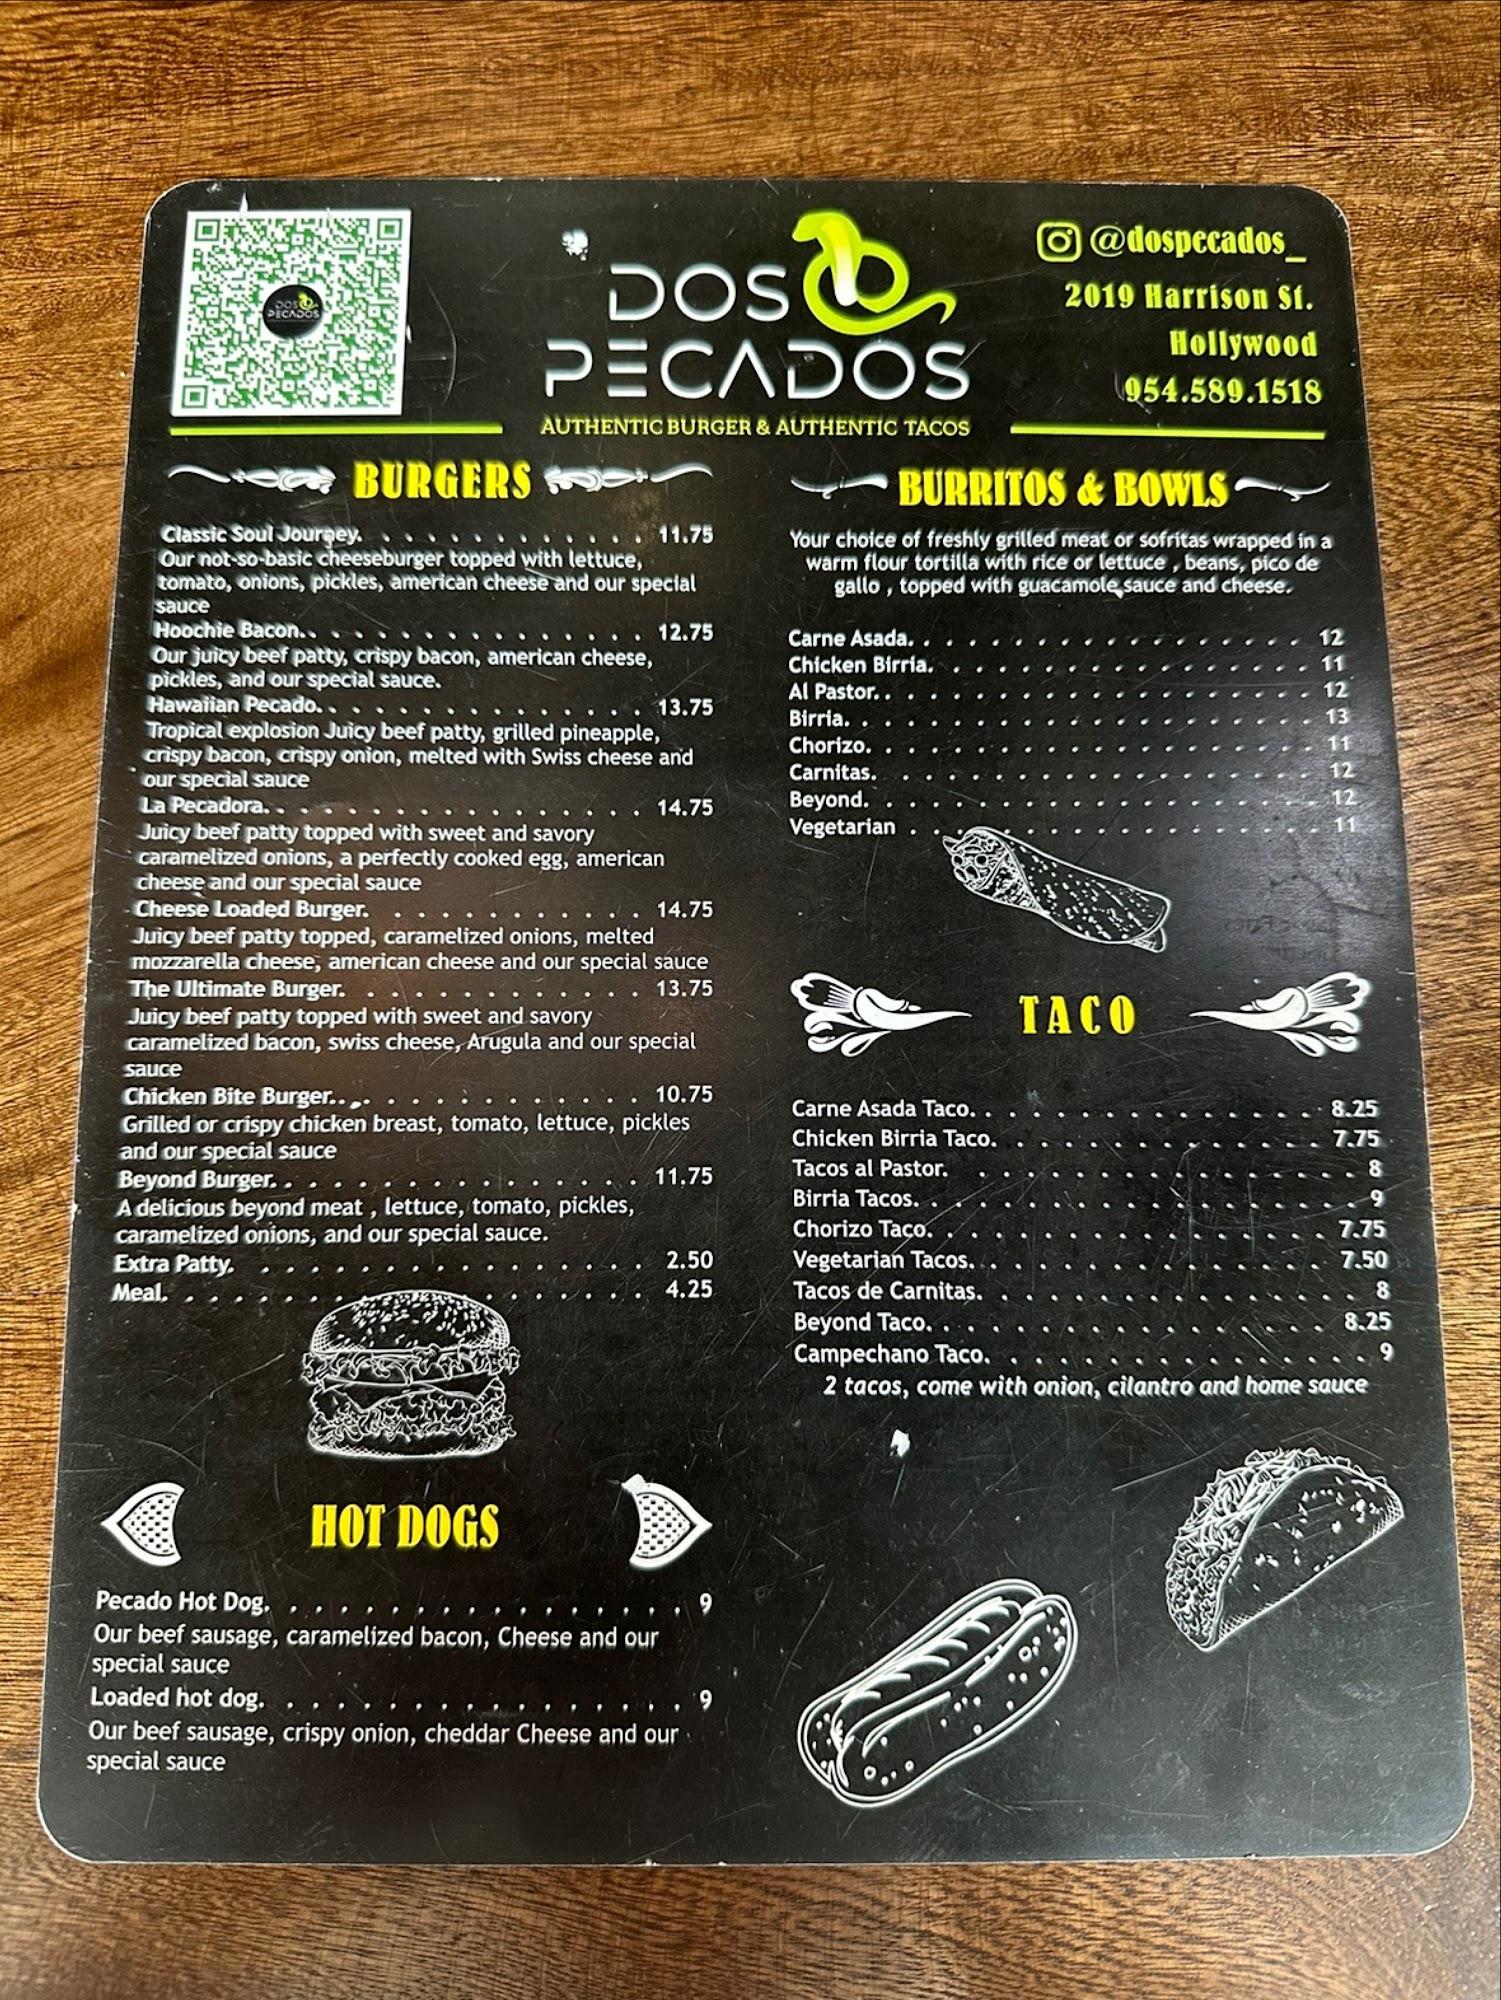 DOS PECADOS
DOS
PECADOS
AUTHENTIC BURGER & AUTHENTIC TACOS
@dospecados_
2019 Harrison St.
Hollywood
954.589.1518
BURGERS
Classic Soul Journey. . . . . . . . . . . . 11.75
Our not-so-basic cheeseburger topped with lettuce,
tomato, onions, pickles, american cheese and our special
sauce
Hoochie Bacon. . . . . . . . . . . . . . . 12.75
Our juicy beef patty, crispy bacon, american cheese,
pickles, and our special sauce.
Hawaiian Pecado. . . . . . . . . . . . . . 13.75
Tropical explosion Juicy beef patty, grilled pineapple,
crispy bacon, crispy onion, melted with Swiss cheese and
our special sauce
La Pecadora. . . . . . . . . . . . . . . . 14.75
Juicy beef patty topped with sweet and savory
caramelized onions, a perfectly cooked egg, american
cheese and our special sauce
Cheese Loaded Burger. . . . . . . . . . . 14.75
Juicy beef patty topped, caramelized onions, melted
mozzarella cheese, american cheese and our special sauce
The Ultimate Burger. . . . . . . . . . . . 13.75
Juicy beef patty topped with sweet and savory
caramelized bacon, swiss cheese, Arugula and our special
sauce
Chicken Bite Burger. . . . . . . . . . . . . 10.75
Grilled or crispy chicken breast, tomato, lettuce, pickles
and our special sauce
Beyond Burger. . . . . . . . . . . . . . . 11.75
A delicious beyond meat , lettuce, tomato, pickles,
caramelized onions, and our special sauce.
Extra Patty. . . . . . . . . . . . . . . . 2.50
Meal. . . . . . . . . . . . . . . . . . . 4.25
HOT DOGS
Pecado Hot Dog. . . . . . . . . . . . . . . . . 9
Our beef sausage, caramelized bacon, Cheese and our
special sauce
Loaded hot dog. . . . . . . . . . . . . . . . . 9
Our beef sausage, crispy onion, cheddar Cheese and our
special sauce
BURRITOS & BOWLS
Your choice of freshly grilled meat or sofritas wrapped in a
warm flour tortilla with rice or lettuce , beans, pico de
gallo , topped with guacamole sauce and cheese.
Carne Asada. . . . . . . . . . . . . . . . . 12
Chicken Birria. . . . . . . . . . . . . . . . 11
Al Pastor. . . . . . . . . . . . . . . . . . 12
Birria. . . . . . . . . . . . . . . . . . . 13
Chorizo. . . . . . . . . . . . . . . . . . 11
Carnitas. . . . . . . . . . . . . . . . . . 12
Beyond. . . . . . . . . . . . . . . . . . 12
Vegetarian . . . . . . . . . . . . . . . . . 11
TACO
Carne Asada Taco. . . . . . . . . . . . . . 8.25
Chicken Birria Taco. . . . . . . . . . . . . 7.75
Tacos al Pastor. . . . . . . . . . . . . . . . 8
Birria Tacos. . . . . . . . . . . . . . . . . . 9
Chorizo Taco. . . . . . . . . . . . . . . . 7.75
Vegetarian Tacos. . . . . . . . . . . . . . 7.50
Tacos de Carnitas. . . . . . . . . . . . . . . 8
Beyond Taco. . . . . . . . . . . . . . . . 8.25
Campechano Taco. . . . . . . . . . . . . . . 9
2 tacos, come with onion, cilantro and home sauce